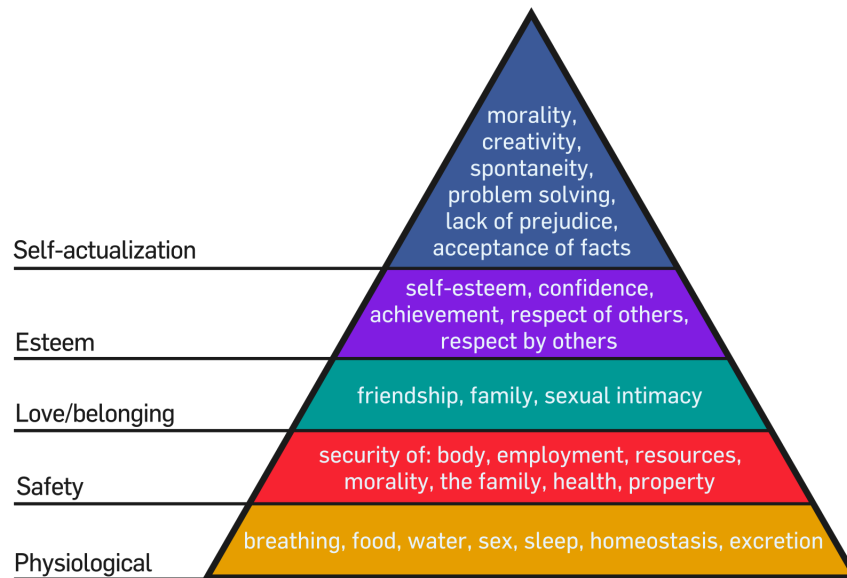 morality,
creativity,
spontaneity,
problem solving,
lack of prejudice,
acceptance of facts
Self-actualization
self-esteem, confidence,
achievement, respect of others,
respect by others
Esteem
friendship, family, sexual intimacy
Love/belonging
security of: body, employment, resources,
morality, the family, health, property
Safety
breathing, food, water, sex, sleep, homeostasis, excretion
Physiological